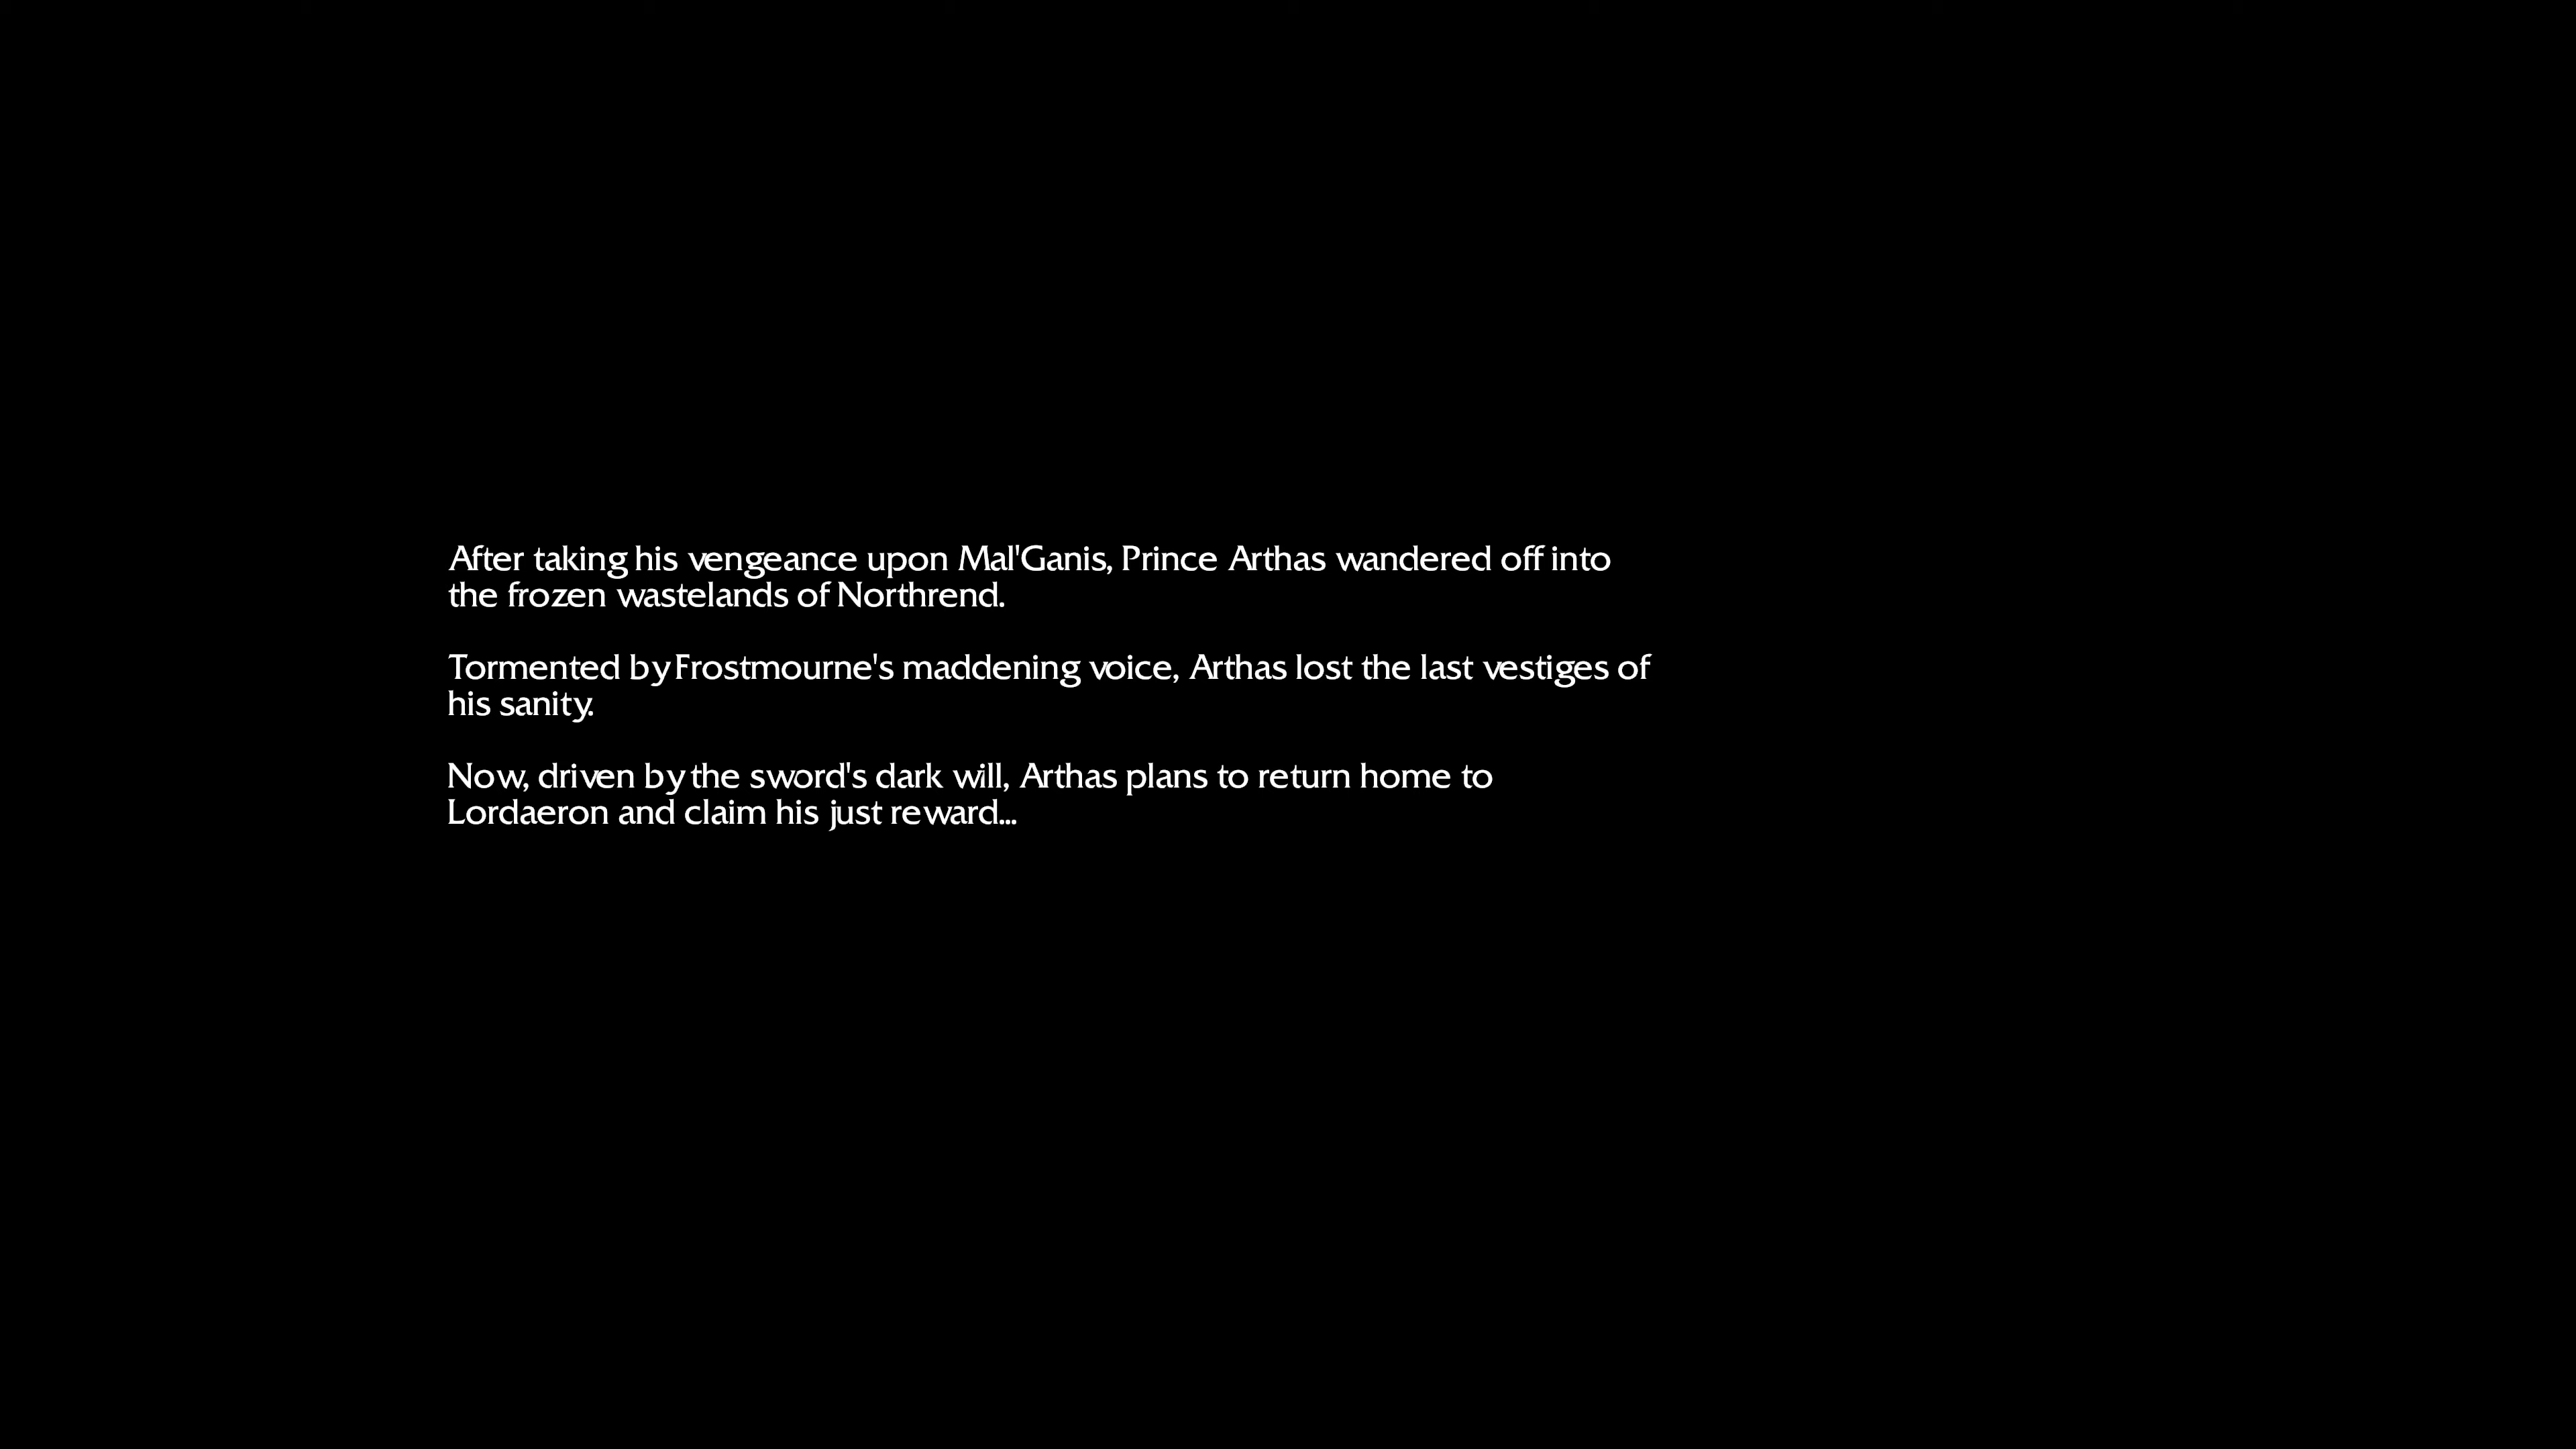 After taking his vengeance upon Mal'Ganis, Prince Arthas wandered off into
the frozen wastelands of Northrend.
Tormented by Frostmourne's maddening voice, Arthas lost the last vestiges of
his sanity.
Now, driven by the sword's dark will, Arthas plans to return home to
Lordaeron and claim his just reward...